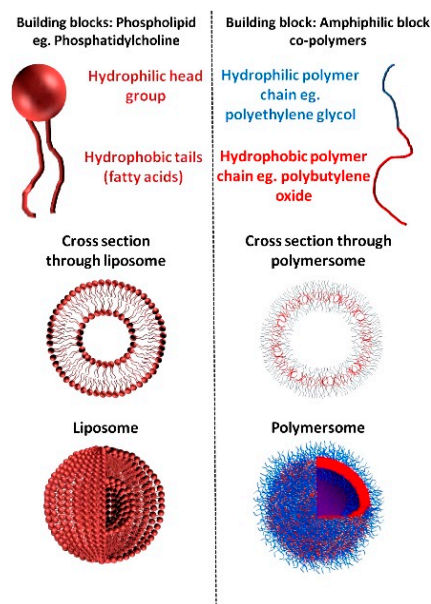 Building blocks: Phospholipid
eg. Phosphatidylcholine
Hydrophilic head
group
Hydrophobic tails
(fatty acids)
Cross section
through liposome
Liposome
Building block: Amphiphilic block
co-polymers
Hydrophilic polymer
chain eg.
polyethylene glycol
Hydrophobic polymer
chain eg. polybutylene
oxide
Cross section through
polymersome
Polymersome